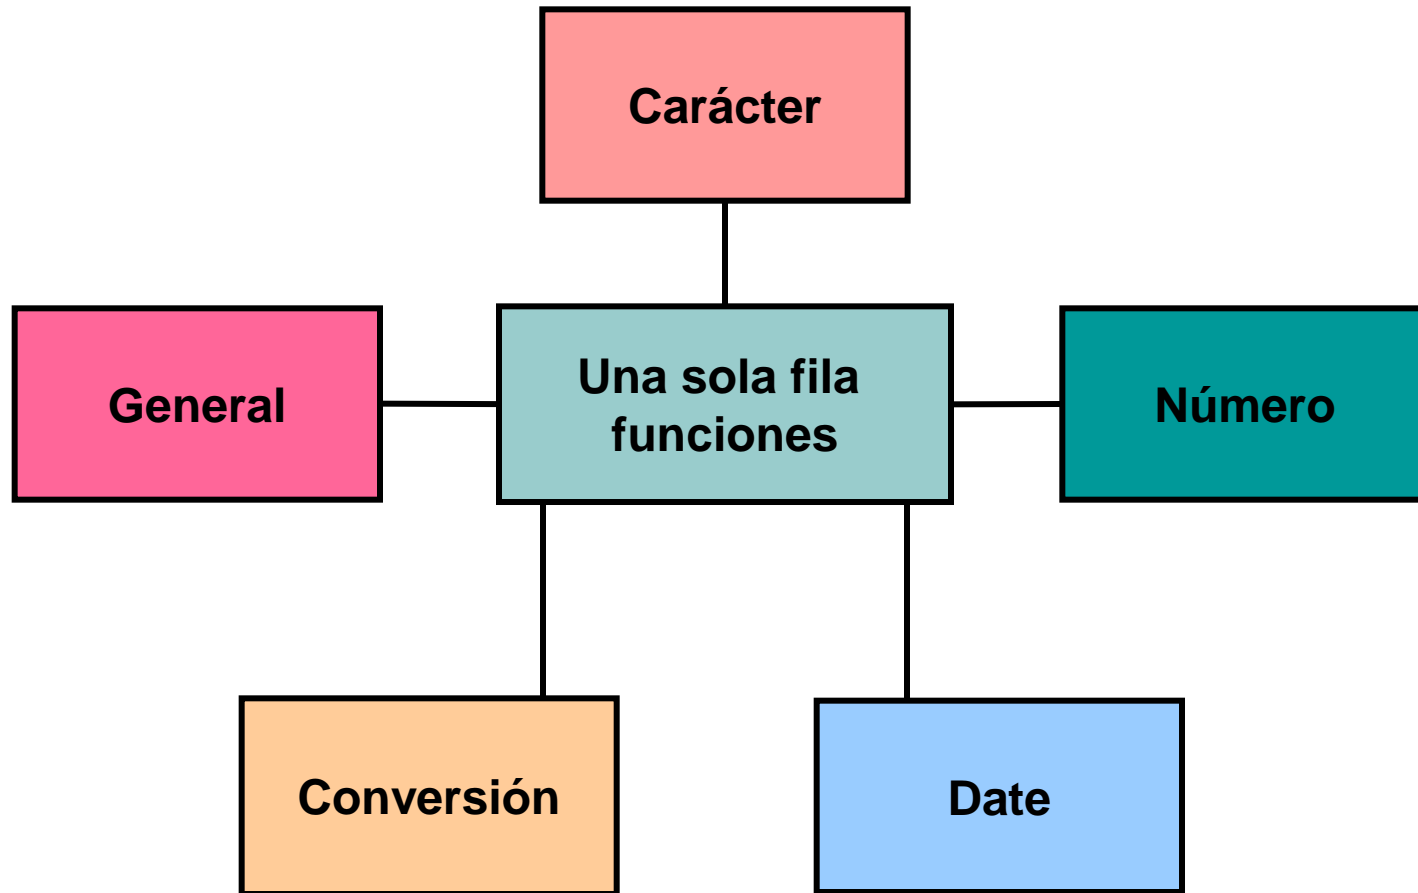 Carácter
General
Una sola fila
funciones
Número
Conversión
Date